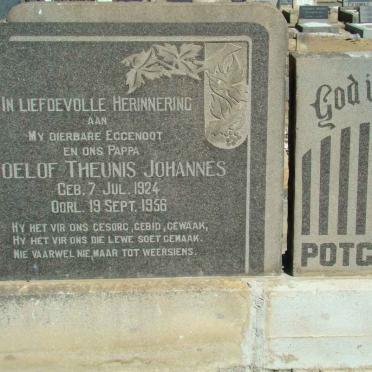 IN LIEFDEVOLLE HERINNERING
AAN
MY DIERBARE EGGENOOT
EN ONS PAPPA
OELOF THEUNIS JOHANNES
GEB. 7 JUL. 1924
OORL. 19 SEPT. 1956
HY HET VIR ONS GESORG, GEBID, GEWAAK,
HY HET VIR ONS DIE LEWE SOET GEMAAK.
NIE VAARWEL NIE, MAAR TOT WEERSIENS.
God i
POTG